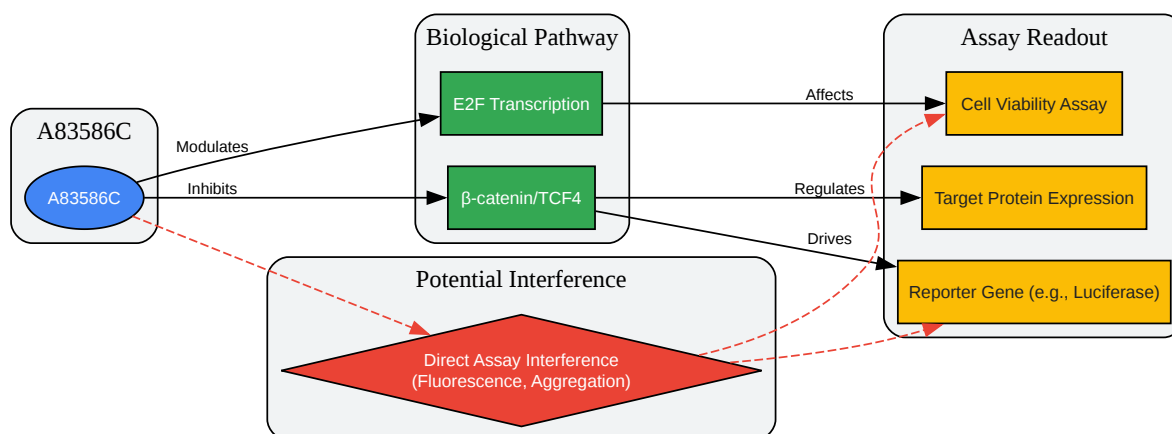 A83586C
A83586C
Modulates
Inhibits
Biological Pathway
E2F Transcription
β-catenin/TCF4
Affects
Regulates
Drives
Assay Readout
Cell Viability Assay
Target Protein Expression
Reporter Gene (e.g., Luciferase)
Potential Interference
Direct Assay Interference
(Fluorescence, Aggregation)